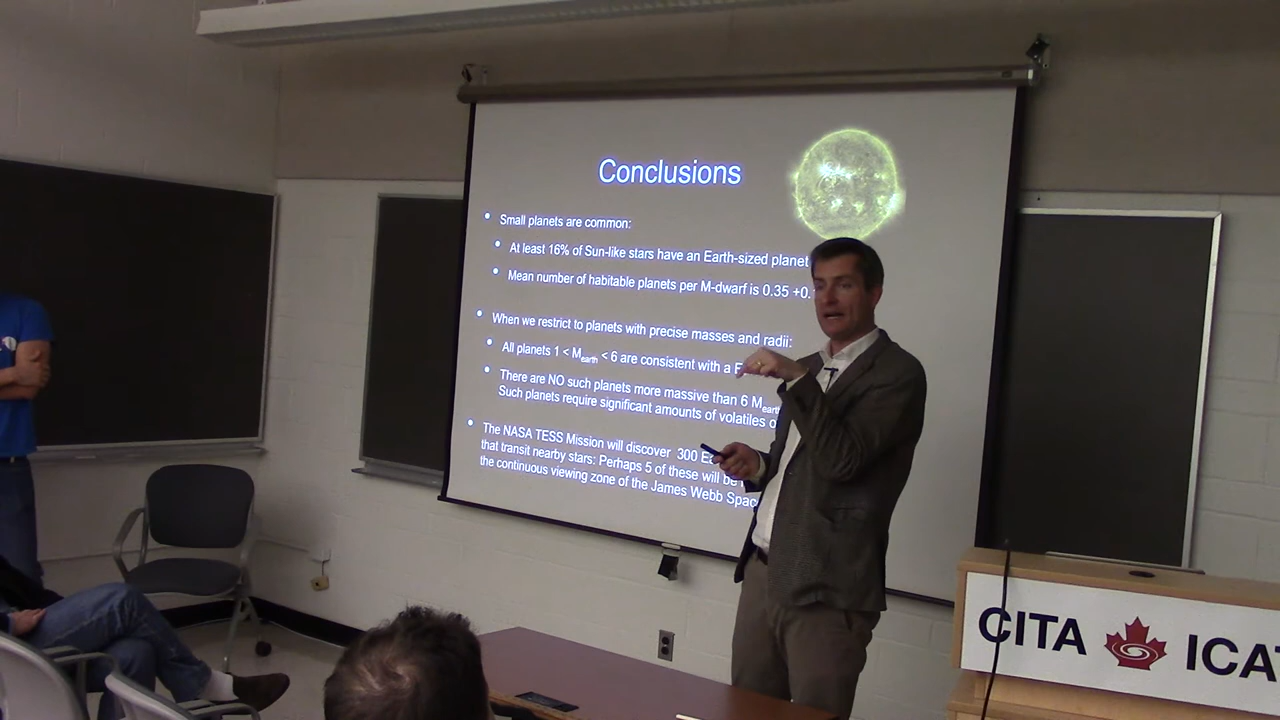 Conclusions
Small planets are common:
At least 16% of Sun-like stars have an Earth-sized planet
Mean number of habitable planets per M-dwarf is 0.35 +0.
When we restrict to planets with precise masses and radii:
All planets 1 < Mearth < 6 are consistent with a
There are NO such planets more massive than 6 Mearth
Such planets require significant amounts of volatiles
The NASA TESS Mission will discover 300
that transit nearby stars: Perhaps 5 of these will be
the continuous viewing zone of the James Webb
CITA ICAT